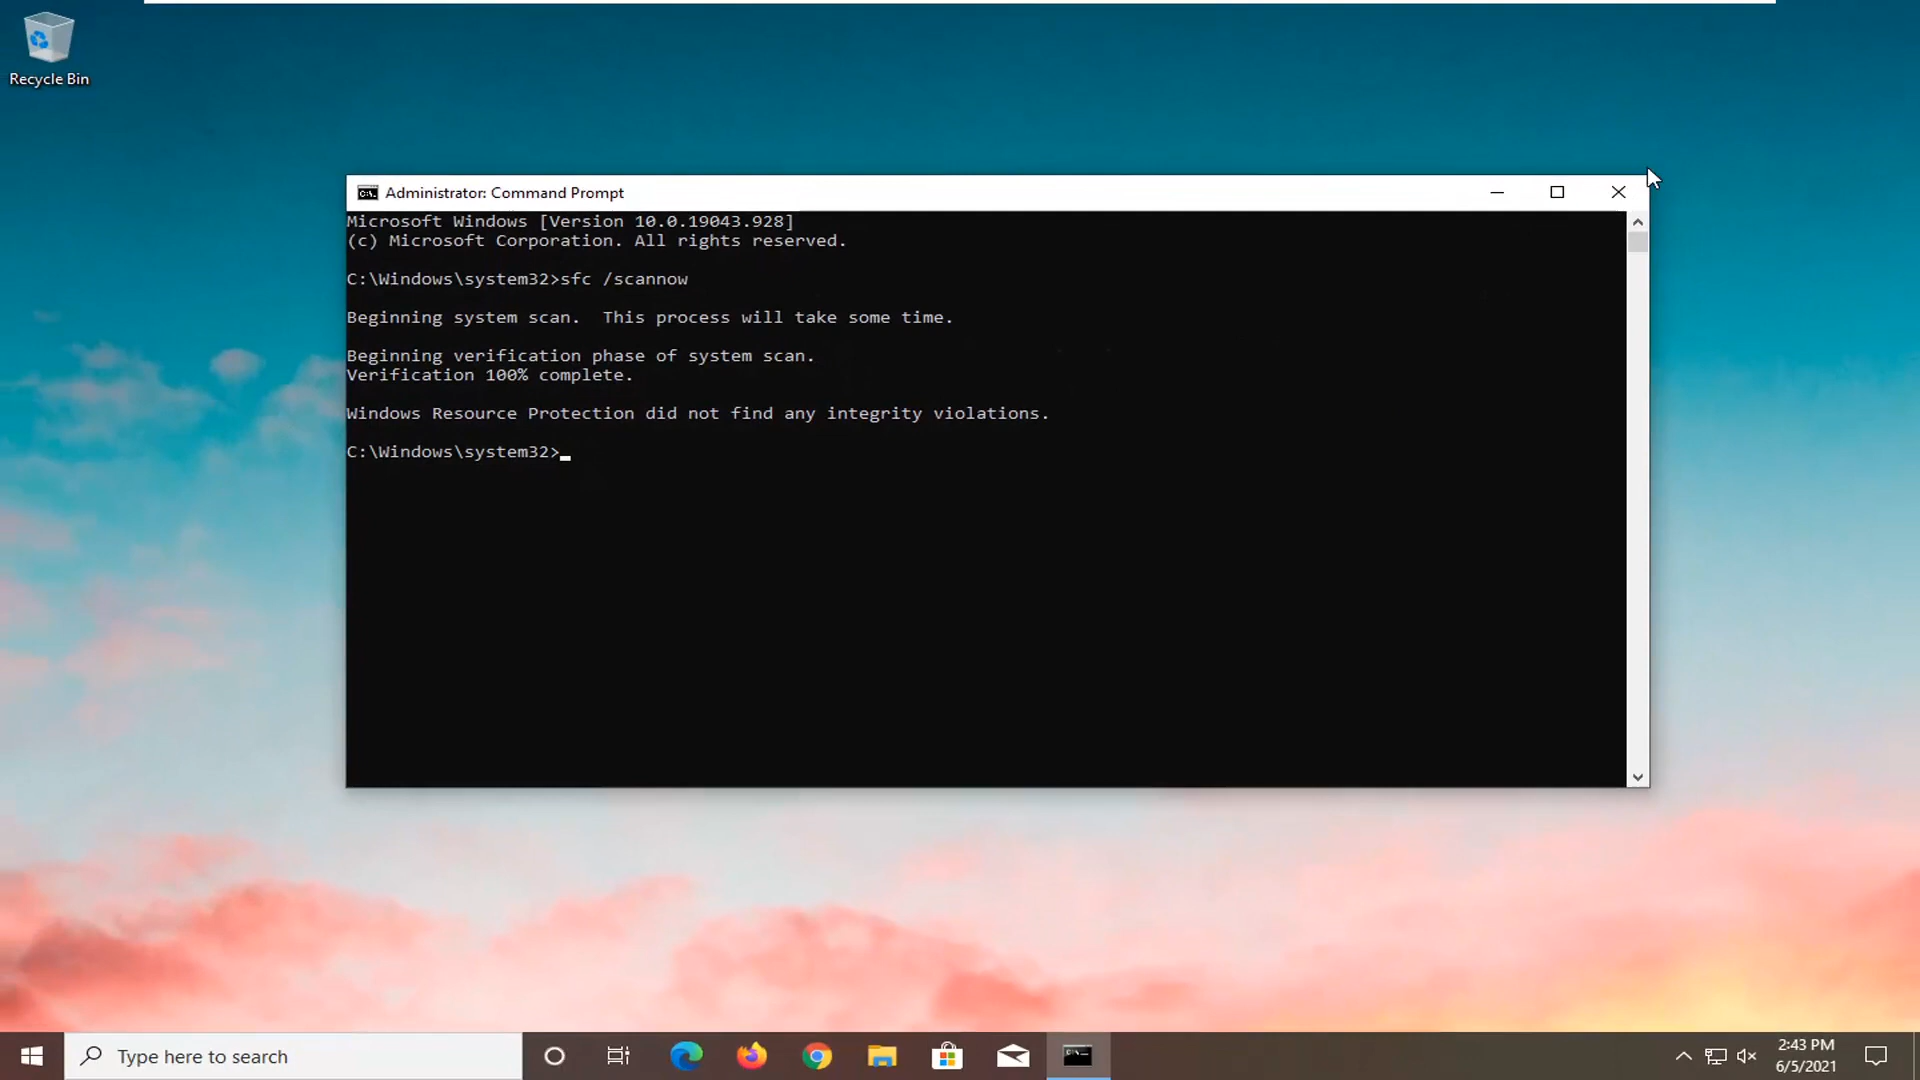 Recycle Bin
Administrator: Command Prompt
Microsoft Windows [Version 10.0.19043.928]
(c) Microsoft Corporation. All rights reserved.
C:\Windows\system32>sfc /scannow
Beginning system scan.  This process will take some time.
Beginning verification phase of system scan.
Verification 100% complete.
Windows Resource Protection did not find any integrity violations.
C:\Windows\system32>_
Type here to search
2:43 PM
6/5/2021